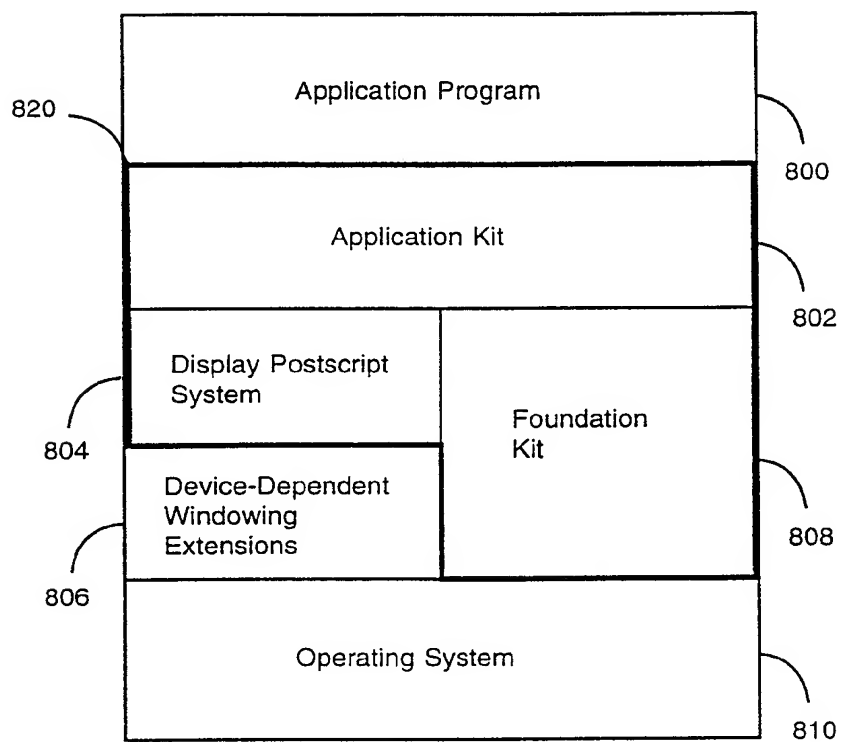 Application Program
820
800
Application Kit
802
Display Postscript
System
804
Foundation
Kit
Device-Dependent
Windowing
Extensions
808
806
Operating System
810